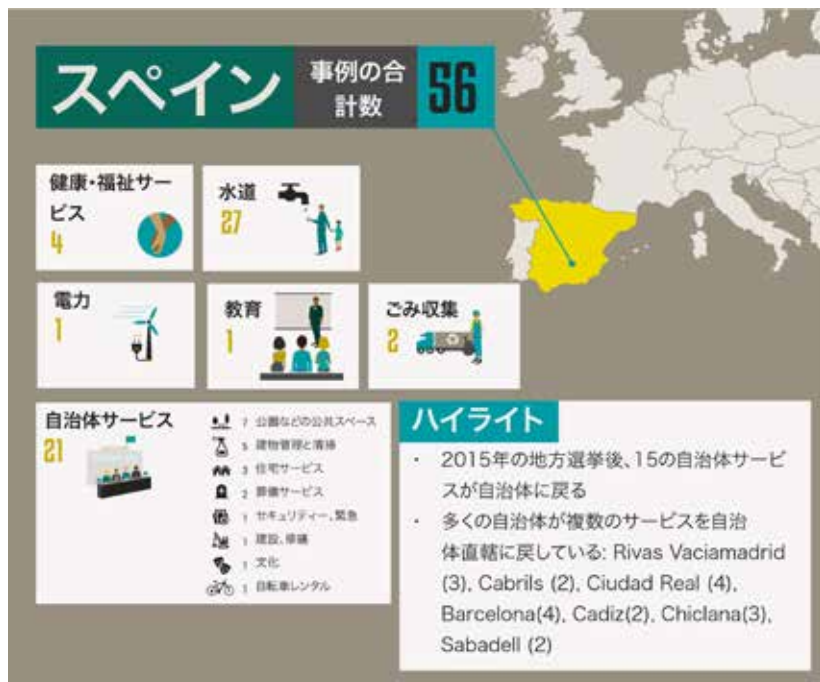 スペイン
事例の合
計数
56
健康・福祉サー
ビス
4
水道
27
電力
1
教育
1
ごみ収集
2
自治体サービス
21
7 公園などの公共スペース
5 建物管理と清掃
3 住宅サービス
2 葬儀サービス
1 セキュリティー、緊急
1 建設、修繕
1 文化
1 自転車レンタル
ハイライト
・ 2015年の地方選挙後、15の自治体サービ
スが自治体に戻る
・ 多くの自治体が複数のサービスを自治
体直轄に戻している: Rivas Vaciamadrid
(3), Cabrils (2), Ciudad Real (4),
Barcelona(4), Cadiz(2), Chiclana(3),
Sabadell (2)